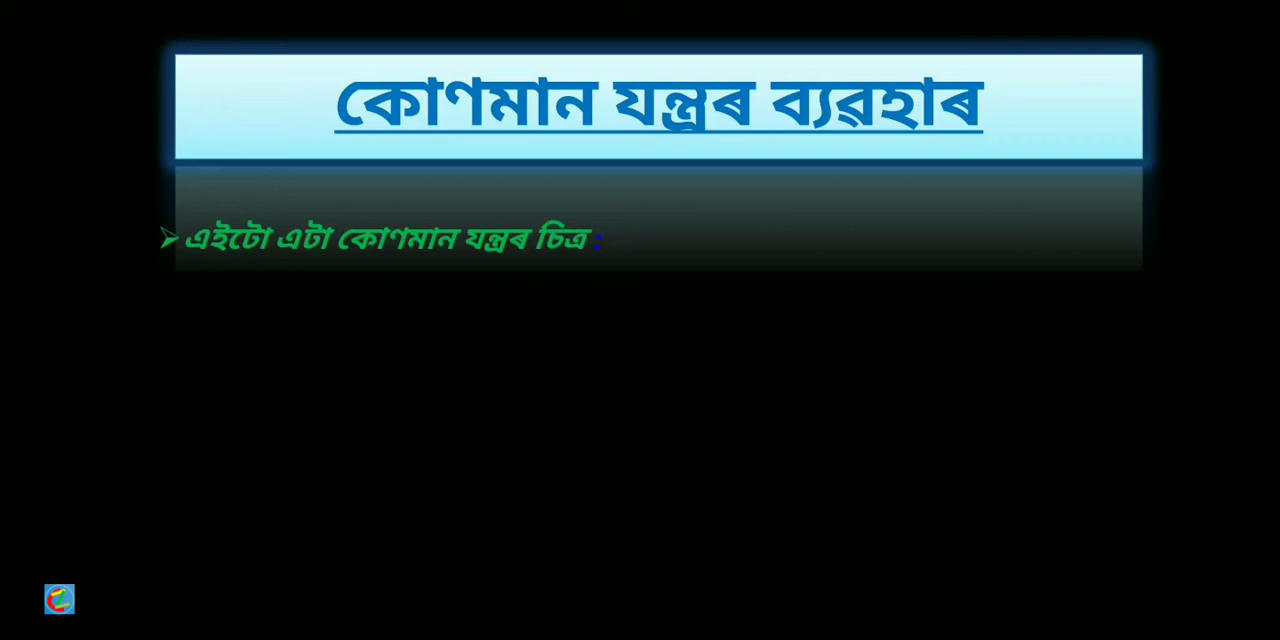 কোণমান যন্ত্ৰৰ ব্যৱহাৰ
➢ এইটো এটা কোণমান যন্ত্ৰৰ চিত্ৰ :